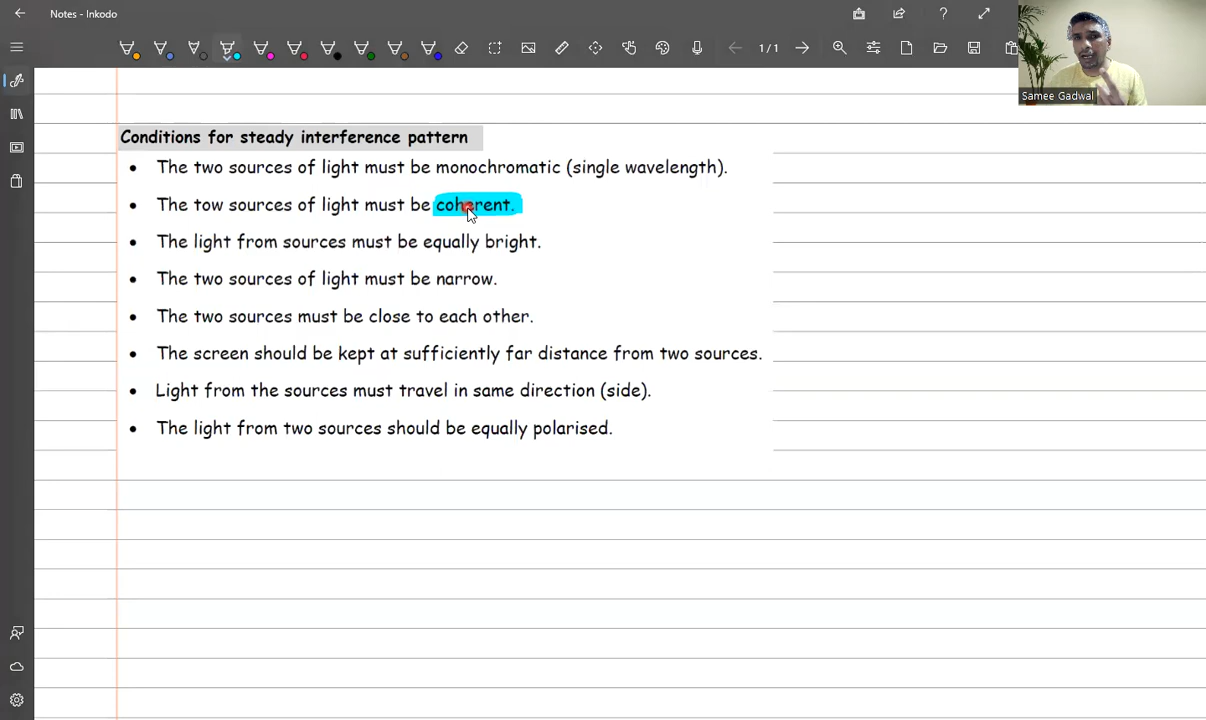 Notes - Inkodo
1 / 1
Samee Gadwal
Conditions for steady interference pattern
• The two sources of light must be monochromatic (single wavelength).
• The tow sources of light must be coherent.
• The light from sources must be equally bright.
• The two sources of light must be narrow.
• The two sources must be close to each other.
• The screen should be kept at sufficiently far distance from two sources.
• Light from the sources must travel in same direction (side).
• The light from two sources should be equally polarised.